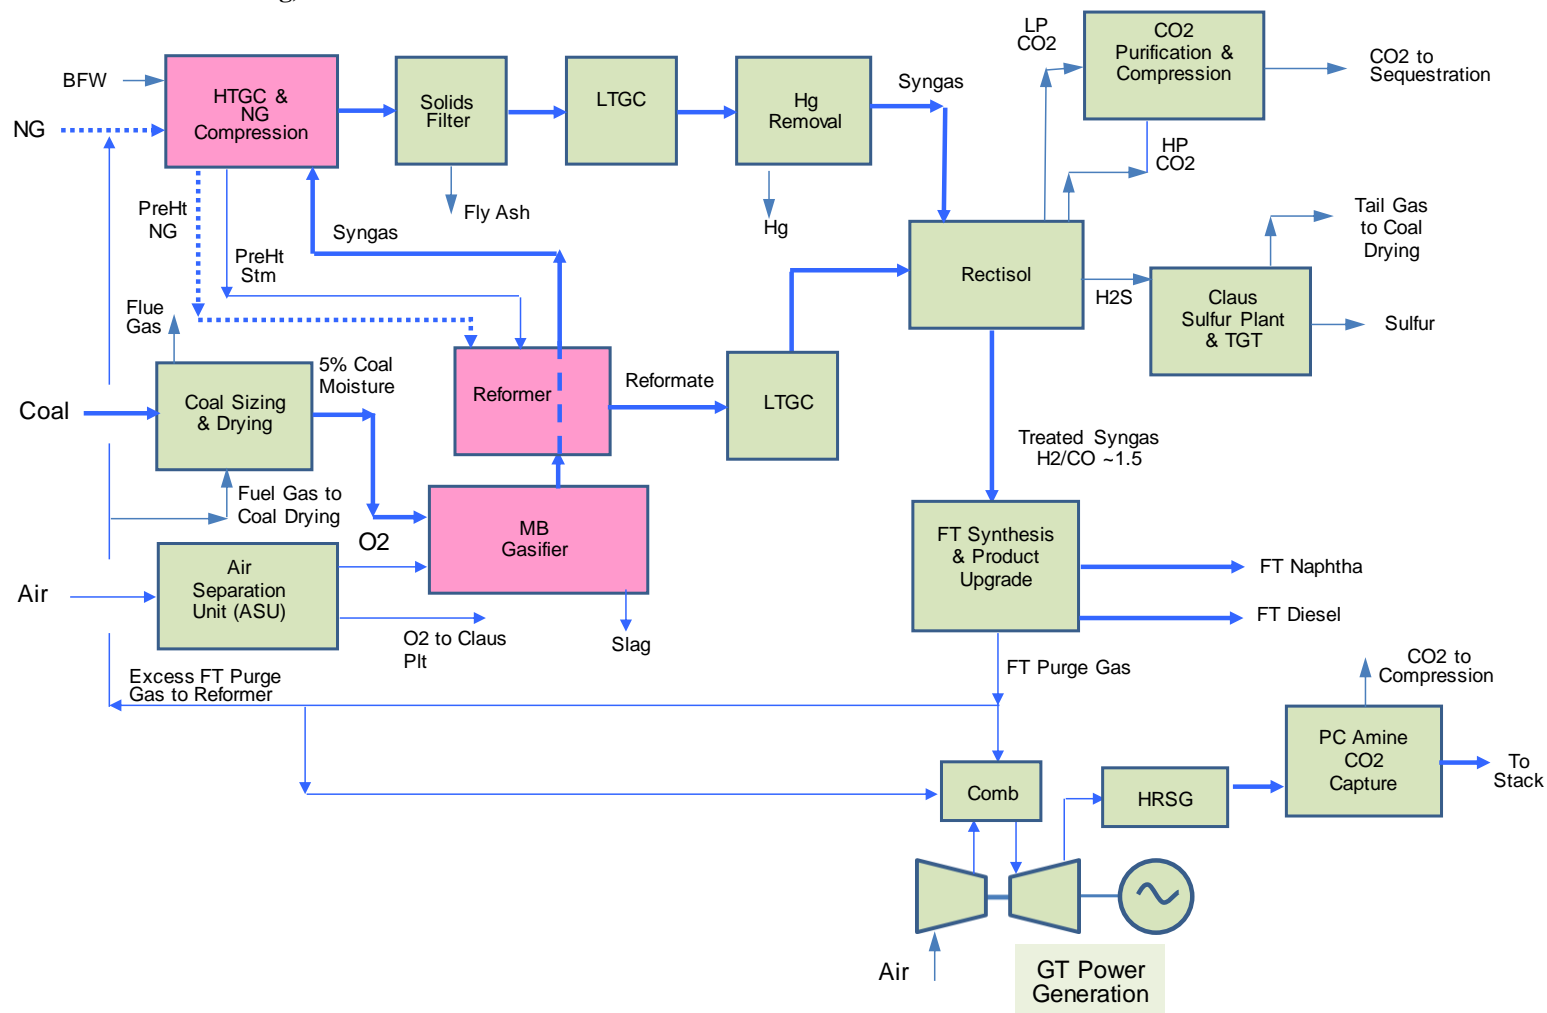 LP
CO2
CO2
Purification &
Compression
CO2 to
Sequestration
BFW
HTGC &
NG
Compression
Solids
Filter
LTGC
Hg
Removal
Syngas
NG
HP
CO2
PreHt
NG
Fly Ash
Hg
Syngas
PreHt
Stm
Tail Gas
to Coal
Drying
Rectisol
H2S
Claus
Sulfur Plant
& TGT
Sulfur
Flue
Gas
5% Coal
Moisture
Reformer
Reformate
LTGC
Coal
Coal Sizing
& Drying
Treated Syngas
H2/CO ~1.5
Fuel Gas to
Coal Drying
O2
MB
Gasifier
FT Synthesis
& Product
Upgrade
FT Naphtha
FT Diesel
Air
Air
Separation
Unit (ASU)
O2 to Claus
Plt
Slag
Excess FT Purge
Gas to Reformer
FT Purge Gas
CO2 to
Compression
PC Amine
CO2
Capture
To
Stack
Comb
HRSG
Air
GT Power
Generation